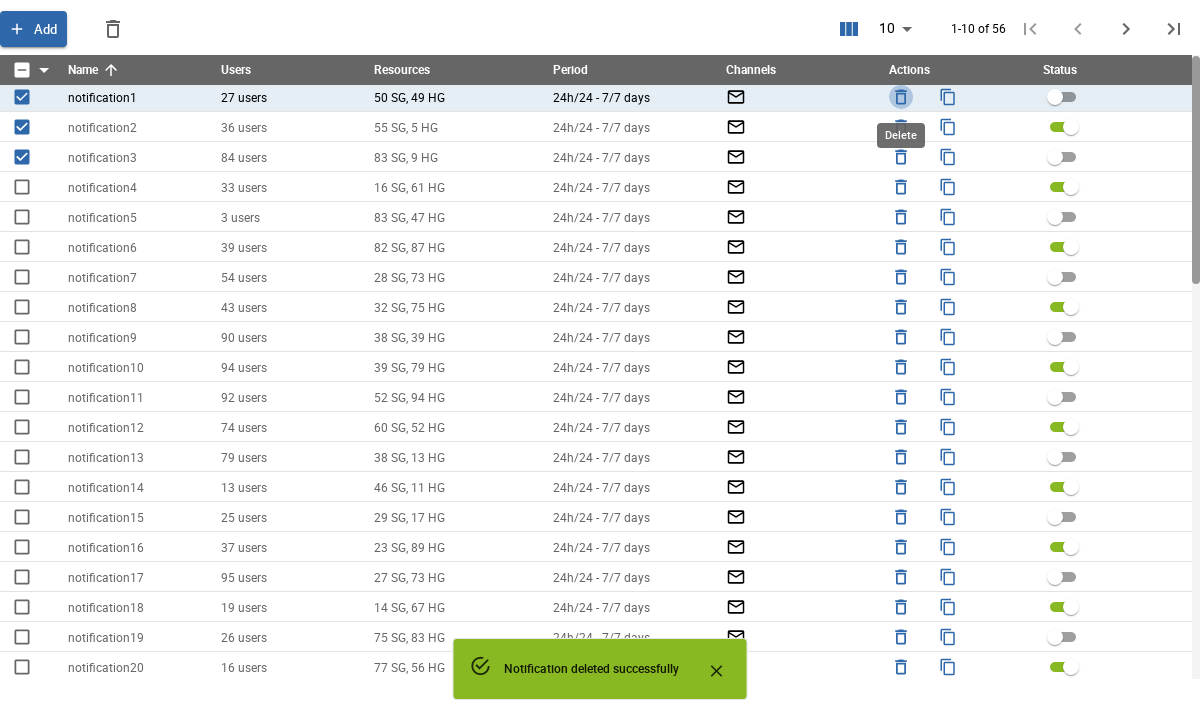 Add
10 1-10 of 56
Name Users Resources Period Channels Actions Status
notification1 27 users 50 SG, 49 HG 24h/24 - 7/7 days
notification2 36 users 55 SG, 5 HG 24h/24 - 7/7 days
Delete
notification3 84 users 83 SG, 9 HG 24h/24 - 7/7 days
notification4 33 users 16 SG, 61 HG 24h/24 - 7/7 days
notification5 3 users 83 SG, 47 HG 24h/24 - 7/7 days
notification6 39 users 82 SG, 87 HG 24h/24 - 7/7 days
notification7 54 users 28 SG, 73 HG 24h/24 - 7/7 days
notification8 43 users 32 SG, 75 HG 24h/24 - 7/7 days
notification9 90 users 38 SG, 39 HG 24h/24 - 7/7 days
notification10 94 users 39 SG, 79 HG 24h/24 - 7/7 days
notification11 92 users 52 SG, 94 HG 24h/24 - 7/7 days
notification12 74 users 60 SG, 52 HG 24h/24 - 7/7 days
notification13 79 users 38 SG, 13 HG 24h/24 - 7/7 days
notification14 13 users 46 SG, 11 HG 24h/24 - 7/7 days
notification15 25 users 29 SG, 17 HG 24h/24 - 7/7 days
notification16 37 users 23 SG, 89 HG 24h/24 - 7/7 days
notification17 95 users 27 SG, 73 HG 24h/24 - 7/7 days
notification18 19 users 14 SG, 67 HG 24h/24 - 7/7 days
notification19 26 users 75 SG, 83 HG 24h/24 - 7/7 days
notification20 16 users 77 SG, 56 HG
Notification deleted successfully